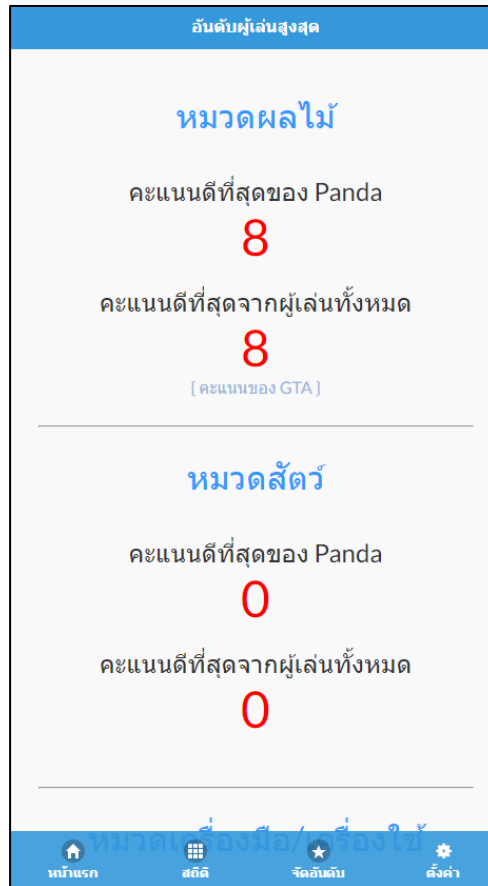 อันดับผู้เล่นสูงสุด
หมวดผลไม้
คะแนนดีที่สุดของ Panda
8
คะแนนดีที่สุดจากผู้เล่นทั้งหมด
8
{ คะแนนของ GTA }
หมวดสัตว์
คะแนนดีที่สุดของ Panda
0
คะแนนดีที่สุดจากผู้เล่นทั้งหมด
0
หมวดเครื่องมือ/เครื่องใช้
หน้าแรก สถิติ จัดอันดับ ตั้งค่า